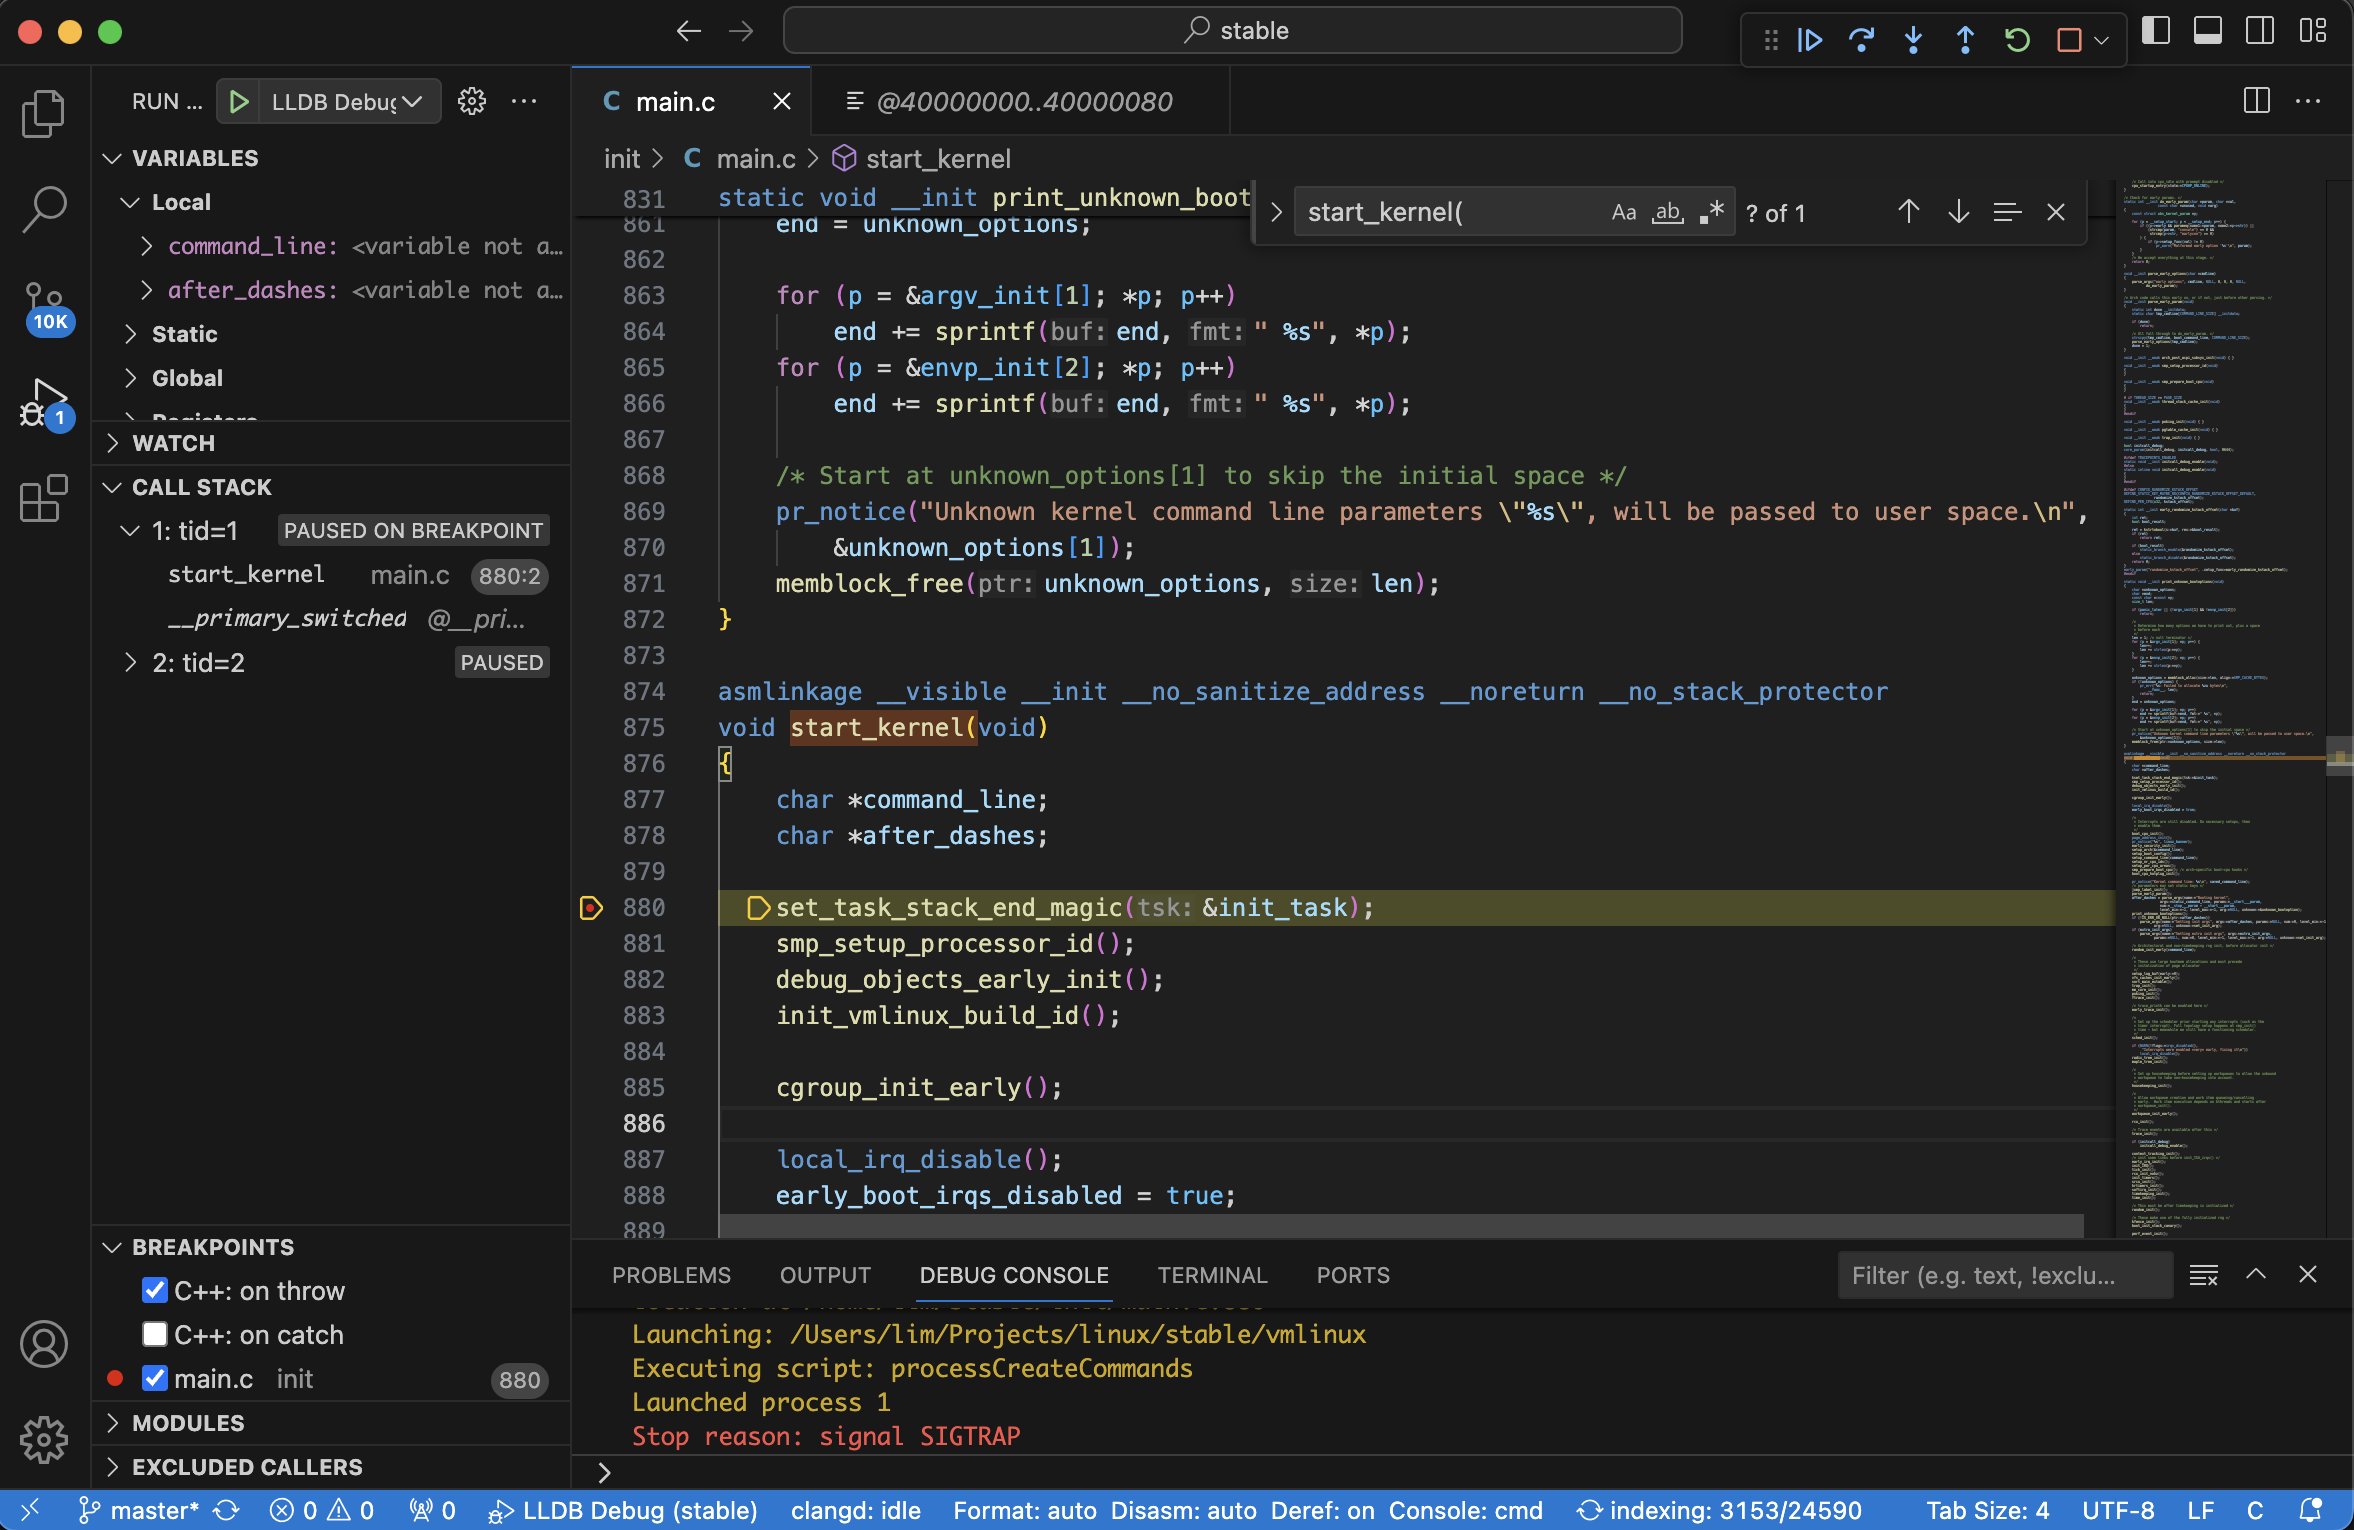 stable
RUN ...
LLDB Debug
main.c
@40000000..40000080
VARIABLES
Local
command_line: <variable not a…
after_dashes: <variable not a…
Static
Global
WATCH
CALL STACK
1: tid=1 PAUSED ON BREAKPOINT
start_kernel main.c 880:2
__primary_switched @__pri...
2: tid=2 PAUSED
BREAKPOINTS
C++: on throw
C++: on catch
main.c init 880
MODULES
EXCLUDED CALLERS
init > C main.c > start_kernel
start_kernel( Aa ab .* ? of 1
831 static void __init print_unknown_boot
861 end = unknown_options;
862
863 for (p = &argv_init[1]; *p; p++)
864 end += sprintf(buf: end, fmt: " %s", *p);
865 for (p = &envp_init[2]; *p; p++)
866 end += sprintf(buf: end, fmt: " %s", *p);
867
868 /* Start at unknown_options[1] to skip the initial space */
869 pr_notice("Unknown kernel command line parameters \"%s\", will be passed to user space.\n",
870 &unknown_options[1]);
871 memblock_free(ptr: unknown_options, size: len);
872 }
873
874 asmlinkage __visible __init __no_sanitize_address __noreturn __no_stack_protector
875 void start_kernel(void)
876 {
877 char *command_line;
878 char *after_dashes;
879
880 set_task_stack_end_magic(tsk: &init_task);
881 smp_setup_processor_id();
882 debug_objects_early_init();
883 init_vmlinux_build_id();
884
885 cgroup_init_early();
886
887 local_irq_disable();
888 early_boot_irqs_disabled = true;
889
PROBLEMS OUTPUT DEBUG CONSOLE TERMINAL PORTS
Filter (e.g. text, !exclu...
Launching: /Users/lim/Projects/linux/stable/vmlinux
Executing script: processCreateCommands
Launched process 1
Stop reason: signal SIGTRAP
>
10K
1
master* 0 0 0 LLDB Debug (stable) clangd: idle Format: auto Disasm: auto Deref: on Console: cmd indexing: 3153/24590 Tab Size: 4 UTF-8 LF C